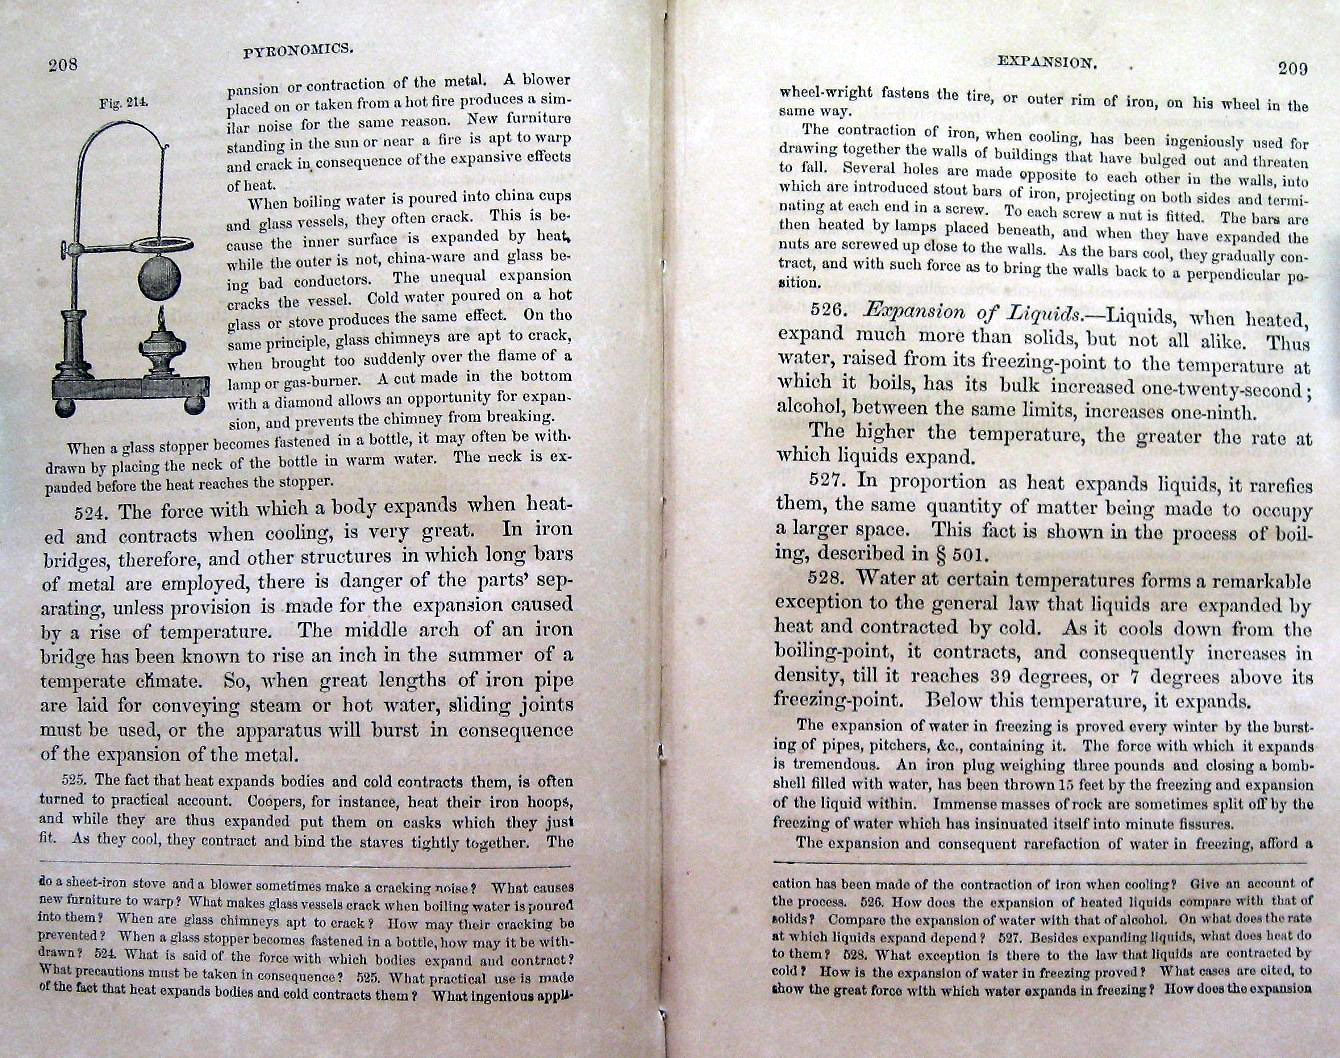 208
PYRONOMICS.
Fig. 214.
pansion or contraction of the metal. A blower
placed on or taken from a hot fire produces a sim-
ilar noise for the same reason. New furniture
standing in the sun or near a fire is apt to warp
and crack in consequence of the expansive effects
of heat.
When boiling water is poured into china cups
and glass vessels, they often crack. This is be-
cause the inner surface is expanded by heat,
while the outer is not, china-ware and glass be-
ing bad conductors. The unequal expansion
cracks the vessel. Cold water poured on a hot
glass or stove produces the same effect. On the
same principle, glass chimneys are apt to crack,
when brought too suddenly over the flame of a
lamp or gas-burner. A cut made in the bottom
with a diamond allows an opportunity for expan-
sion, and prevents the chimney from breaking.
When a glass stopper becomes fastened in a bottle, it may often be with-
drawn by placing the neck of the bottle in warm water. The neck is ex-
panded before the heat reaches the stopper.
524. The force with which a body expands when heat-
ed and contracts when cooling, is very great. In iron
bridges, therefore, and other structures in which long bars
of metal are employed, there is danger of the parts' sep-
arating, unless provision is made for the expansion caused
by a rise of temperature. The middle arch of an iron
bridge has been known to rise an inch in the summer of a
temperate climate. So, when great lengths of iron pipe
are laid for conveying steam or hot water, sliding joints
must be used, or the apparatus will burst in consequence
of the expansion of the metal.
525. The fact that heat expands bodies and cold contracts them, is often
turned to practical account. Coopers, for instance, heat their iron hoops,
and while they are thus expanded put them on casks which they just
fit. As they cool, they contract and bind the staves tightly together. The
do a sheet-iron stove and a blower sometimes make a cracking noise? What causes
new furniture to warp? What makes glass vessels crack when boiling water is poured
into them? When are glass chimneys apt to crack? How may their cracking be
prevented? When a glass stopper becomes fastened in a bottle, how may it be with-
drawn? 524. What is said of the force with which bodies expand and contract?
What precautions must be taken in consequence? 525. What practical use is made
of the fact that heat expands bodies and cold contracts them? What ingenious appli-
EXPANSION.
209
wheel-wright fastens the tire, or outer rim of iron, on his wheel in the
same way.
The contraction of iron, when cooling, has been ingeniously used for
drawing together the walls of buildings that have bulged out and threaten
to fall. Several holes are made opposite to each other in the walls, into
which are introduced stout bars of iron, projecting on both sides and termi-
nating at each end in a screw. To each screw a nut is fitted. The bars are
then heated by lamps placed beneath, and when they have expanded the
nuts are screwed up close to the walls. As the bars cool, they gradually con-
tract, and with such force as to bring the walls back to a perpendicular po-
sition.
526. Expansion of Liquids.—Liquids, when heated,
expand much more than solids, but not all alike. Thus
water, raised from its freezing-point to the temperature at
which it boils, has its bulk increased one-twenty-second;
alcohol, between the same limits, increases one-ninth.
The higher the temperature, the greater the rate at
which liquids expand.
527. In proportion as heat expands liquids, it rarefies
them, the same quantity of matter being made to occupy
a larger space. This fact is shown in the process of boil-
ing, described in § 501.
528. Water at certain temperatures forms a remarkable
exception to the general law that liquids are expanded by
heat and contracted by cold. As it cools down from the
boiling-point, it contracts, and consequently increases in
density, till it reaches 39 degrees, or 7 degrees above its
freezing-point. Below this temperature, it expands.
The expansion of water in freezing is proved every winter by the burst-
ing of pipes, pitchers, &c., containing it. The force with which it expands
is tremendous. An iron plug weighing three pounds and closing a bomb-
shell filled with water, has been thrown 15 feet by the freezing and expansion
of the liquid within. Immense masses of rock are sometimes split off by the
freezing of water which has insinuated itself into minute fissures.
The expansion and consequent rarefaction of water in freezing, afford a
cation has been made of the contraction of iron when cooling? Give an account of
the process. 526. How does the expansion of heated liquids compare with that of
solids? Compare the expansion of water with that of alcohol. On what does the rate
at which liquids expand depend? 527. Besides expanding liquids, what does heat do
to them? 528. What exception is there to the law that liquids are contracted by
cold? How is the expansion of water in freezing proved? What cases are cited, to
show the great force with which water expands in freezing? How does the expansion